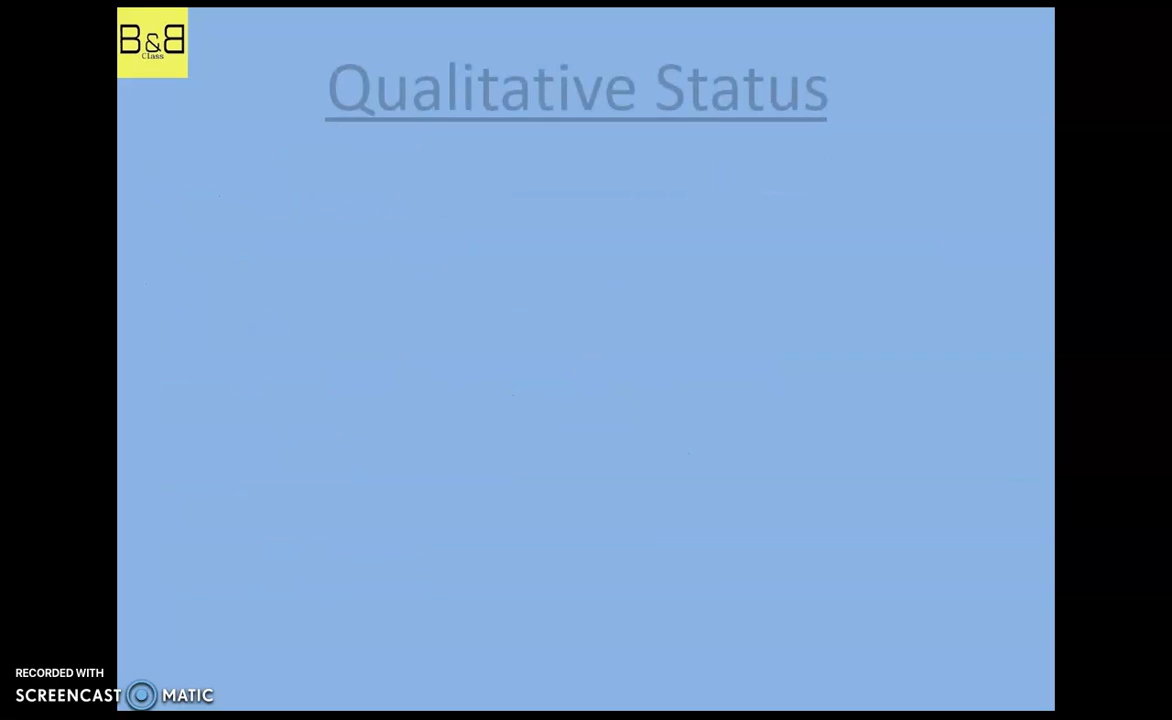 B&B
Class
Qualitative Status
RECORDED WITH
SCREENCAST MATIC